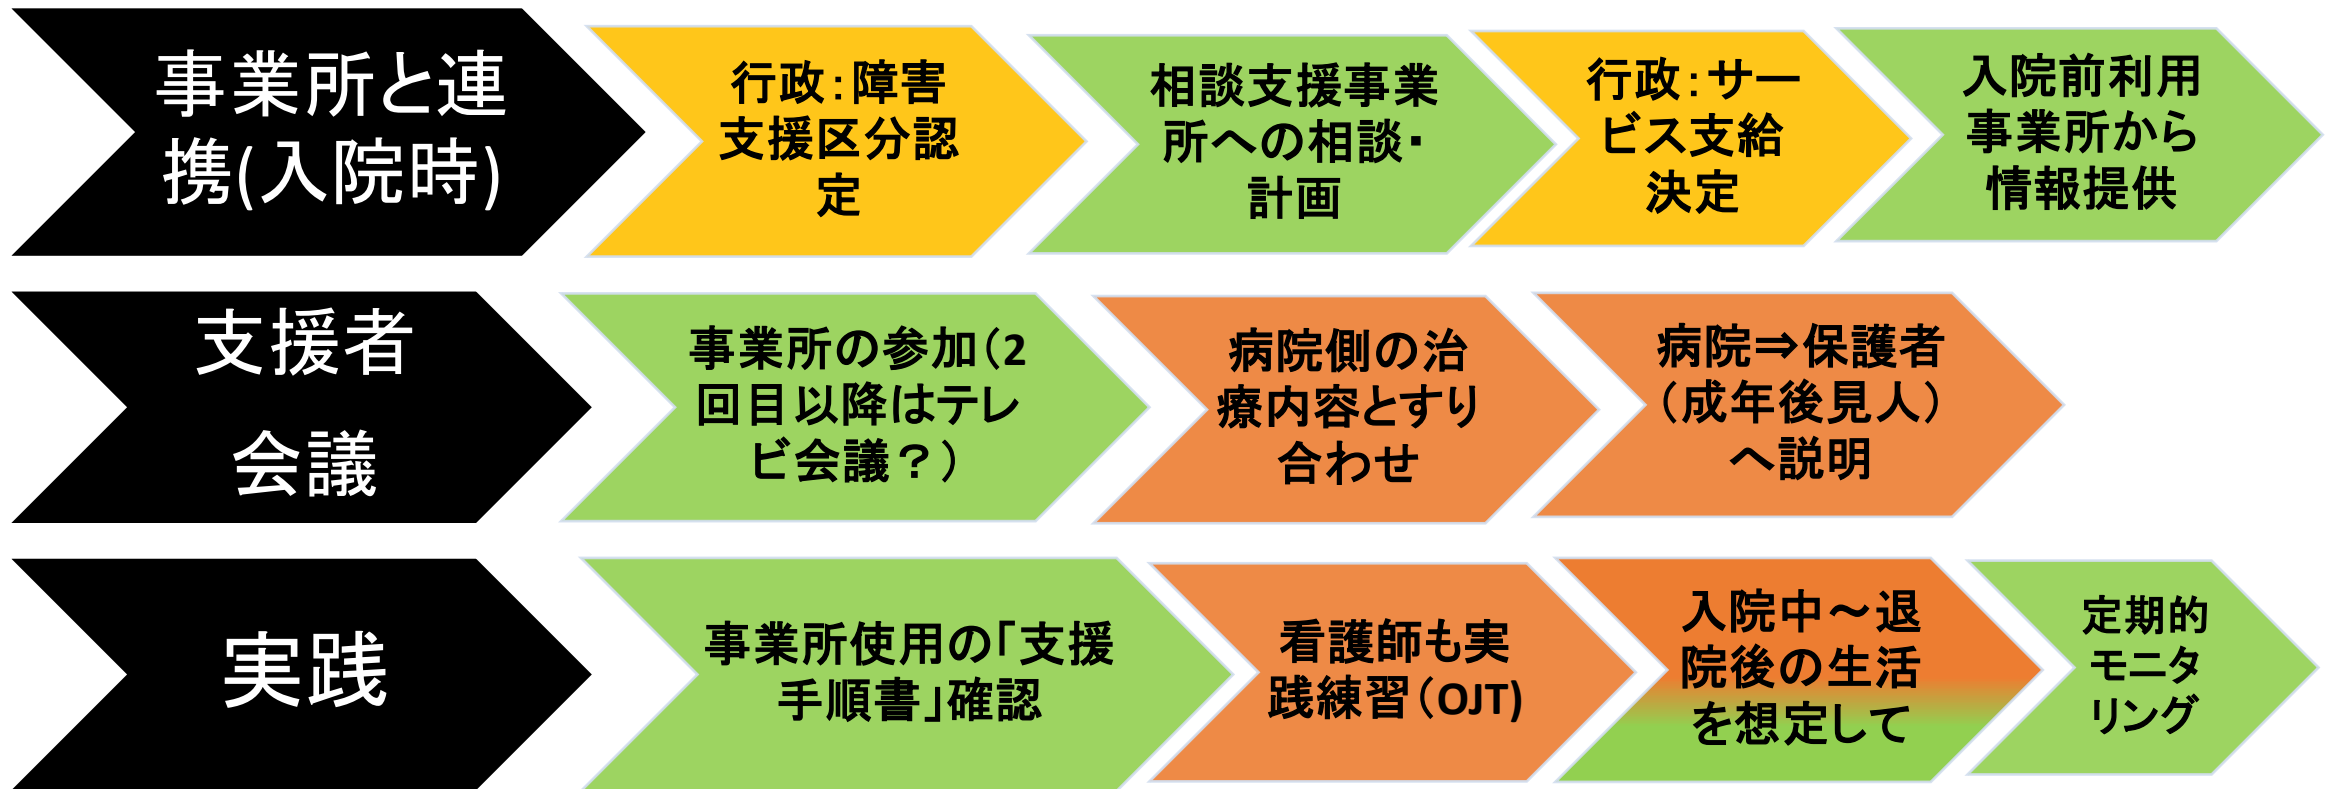 事業所と連
携(入院時)
行政：障害
支援区分認
定
相談支援事業
所への相談・
計画
行政：サー
ビス支給
決定
入院前利用
事業所から
情報提供
支援者
会議
事業所の参加（2
回目以降はテレ
ビ会議？）
病院側の治
療内容とすり
合わせ
病院⇒保護者
（成年後見人）
へ説明
実践
事業所使用の「支援
手順書」確認
看護師も実
践練習（OJT)
入院中～退
院後の生活
を想定して
定期的
モニタ
リング